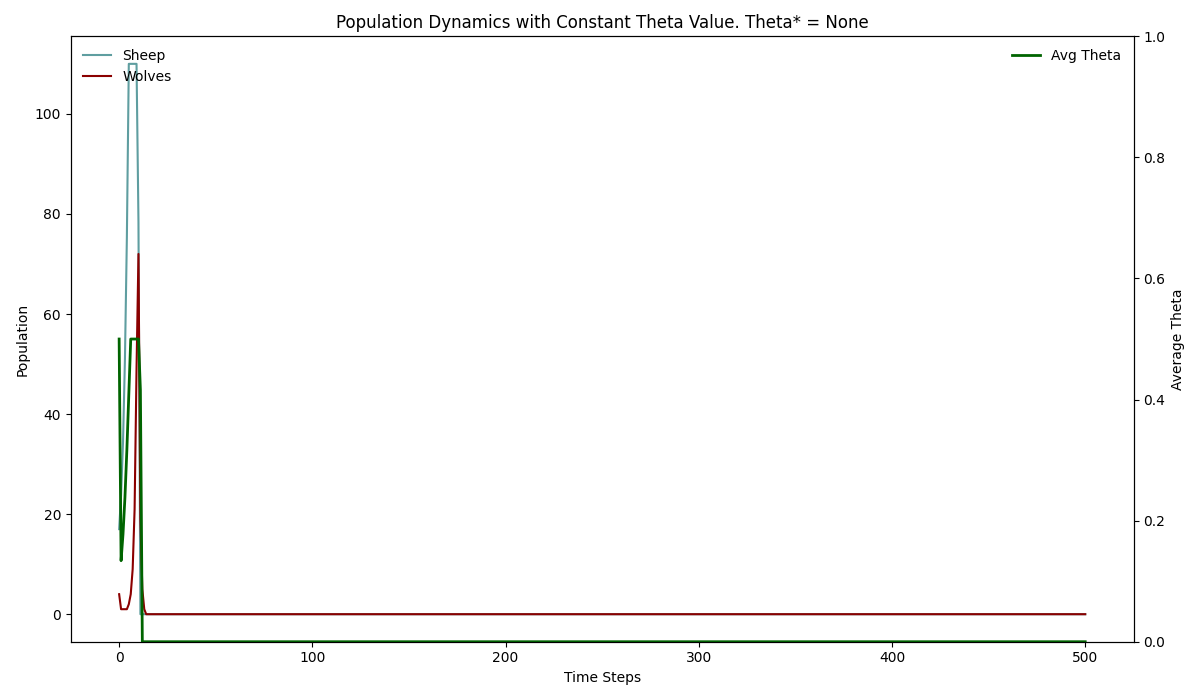 Population Dynamics with Constant Theta Value. Theta* = None
Sheep
Wolves
Avg Theta
Population
100
80
60
40
20
0
1.0
0.8
0.6
0.4
0.2
0.0
Average Theta
0 100 200 300 400 500
Time Steps